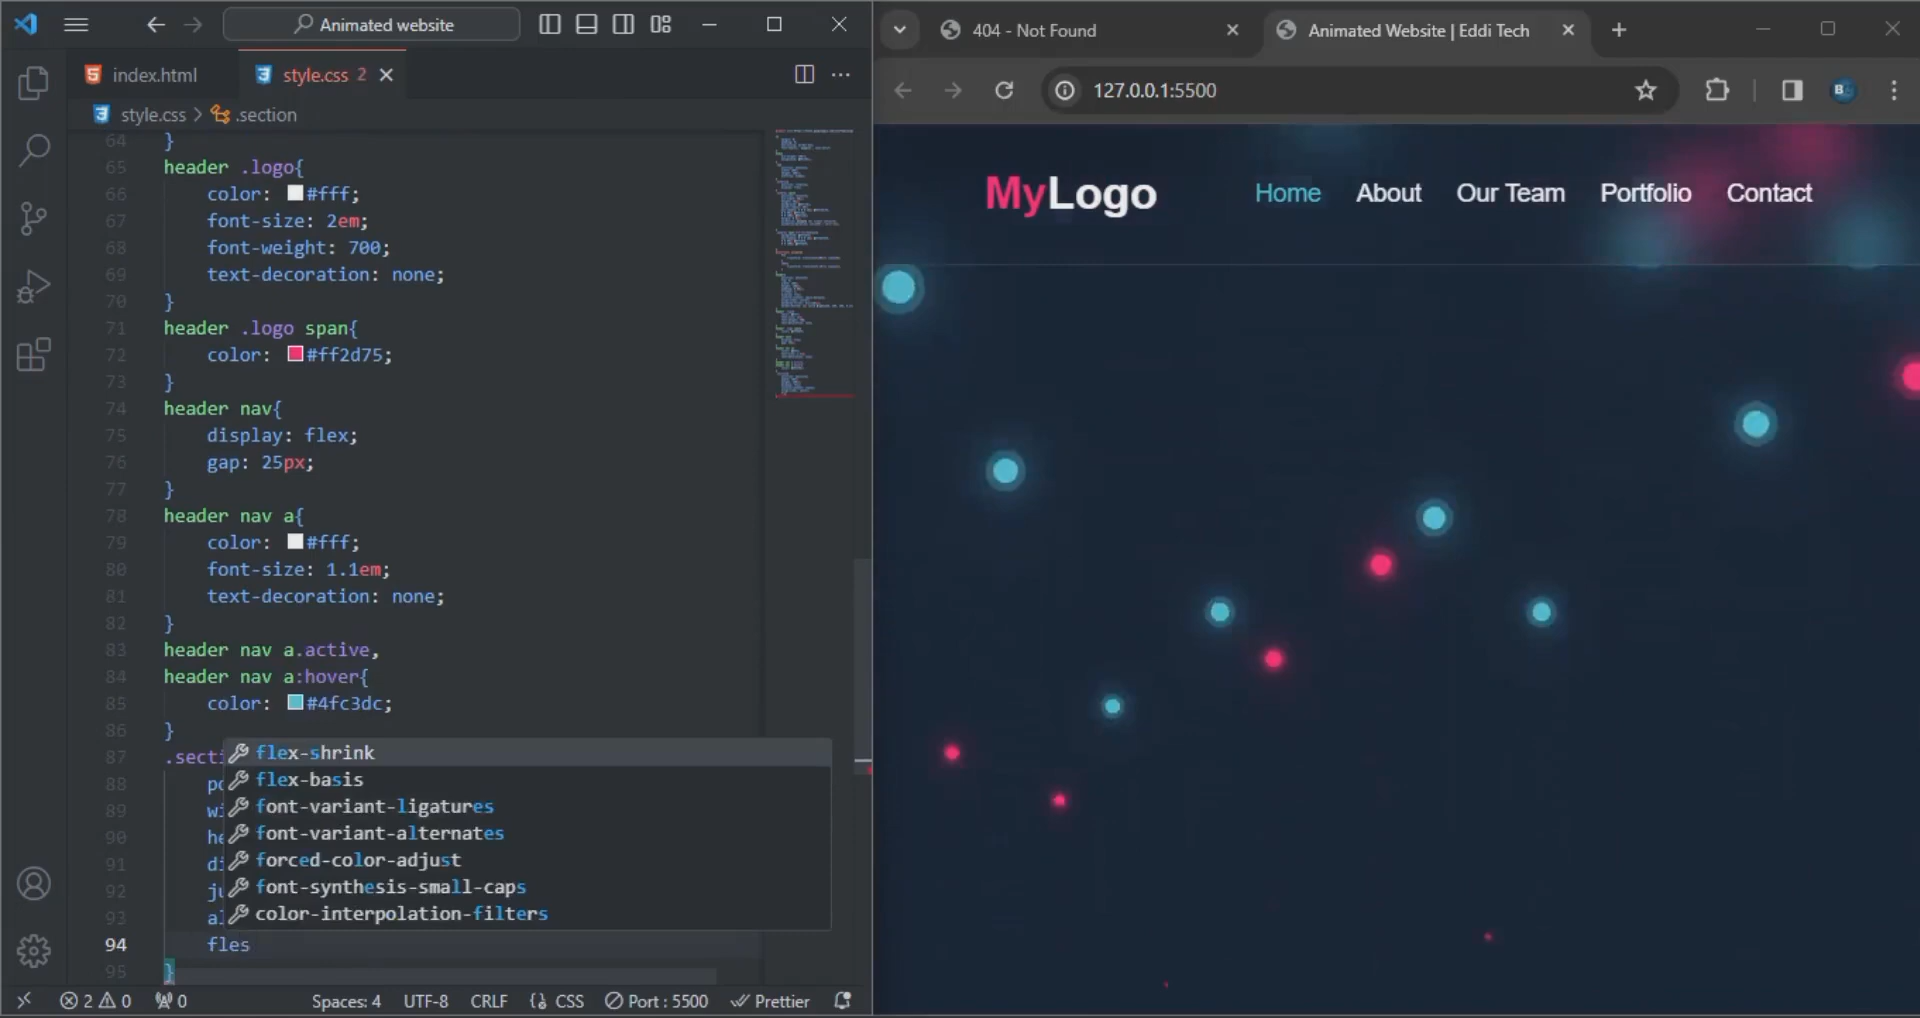 Animated website
index.html
style.css 2
style.css > .section
64 }
65 header .logo{
66 color: #fff;
67 font-size: 2em;
68 font-weight: 700;
69 text-decoration: none;
70 }
71 header .logo span{
72 color: #ff2d75;
73 }
74 header nav{
75 display: flex;
76 gap: 25px;
77 }
78 header nav a{
79 color: #fff;
80 font-size: 1.1em;
81 text-decoration: none;
82 }
83 header nav a.active,
84 header nav a:hover{
85 color: #4fc3dc;
86 }
87 .secti
88 po
89 wi
90 he
91 di
92 ju
93 al
94 fles
95 }
flex-shrink
flex-basis
font-variant-ligatures
font-variant-alternates
forced-color-adjust
font-synthesis-small-caps
color-interpolation-filters
2 0 0 Spaces: 4 UTF-8 CRLF {} CSS Port : 5500 Prettier
404 - Not Found
Animated Website | Eddi Tech
127.0.0.1:5500
MyLogo
Home About Our Team Portfolio Contact